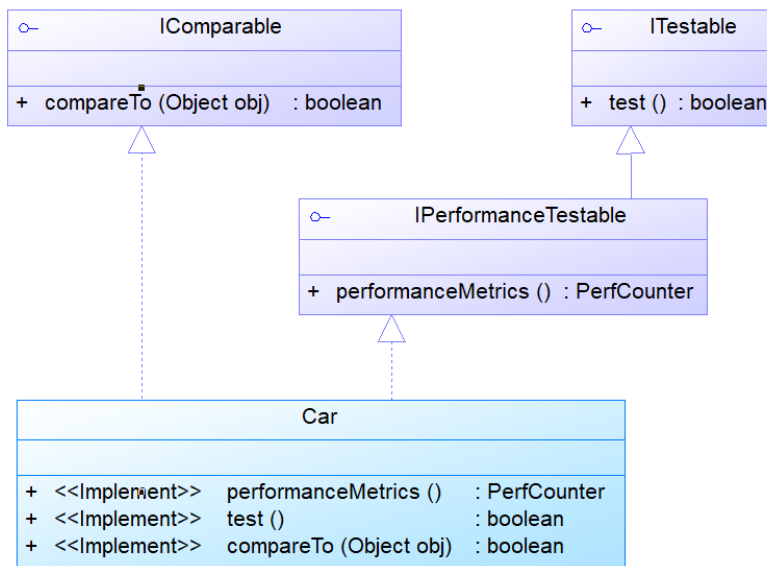 IComparable
+ compareTo (Object obj) : boolean
ITestable
+ test () : boolean
IPerformanceTestable
+ performanceMetrics () : PerfCounter
Car
+ <<Implement>> performanceMetrics () : PerfCounter
+ <<Implement>> test () : boolean
+ <<Implement>> compareTo (Object obj) : boolean